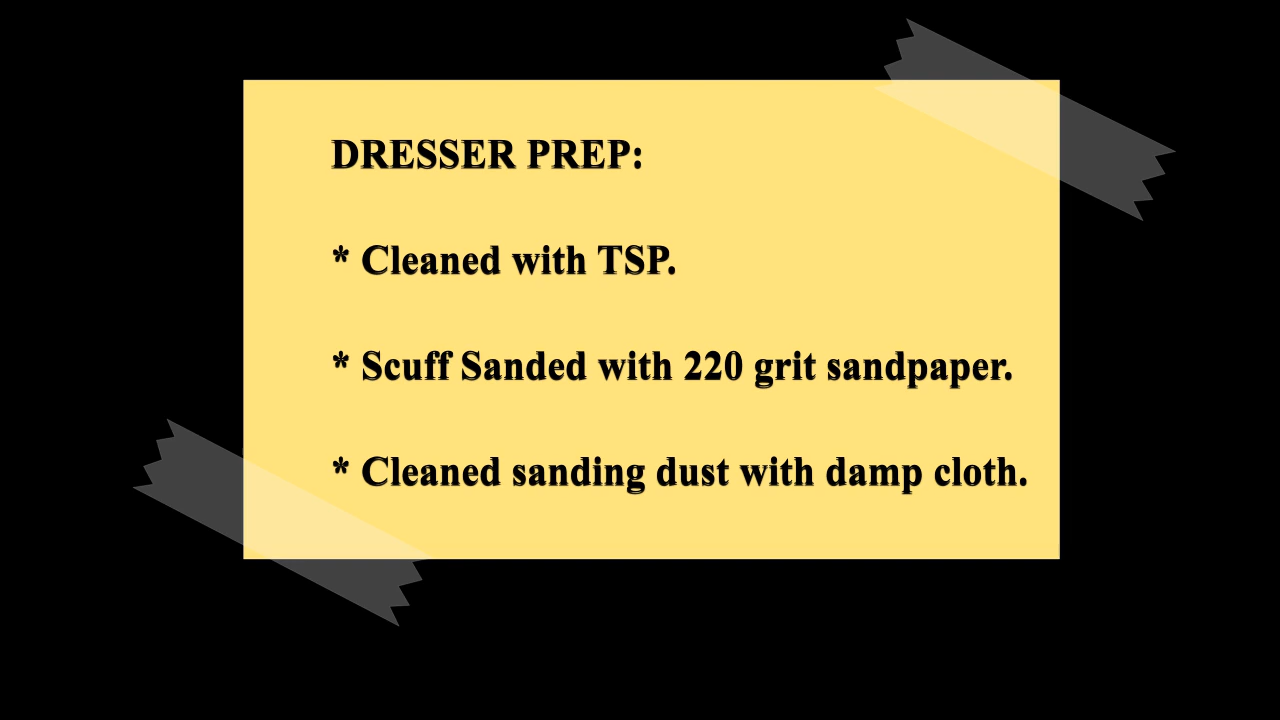 DRESSER PREP:
* Cleaned with TSP.
* Scuff Sanded with 220 grit sandpaper.
* Cleaned sanding dust with damp cloth.